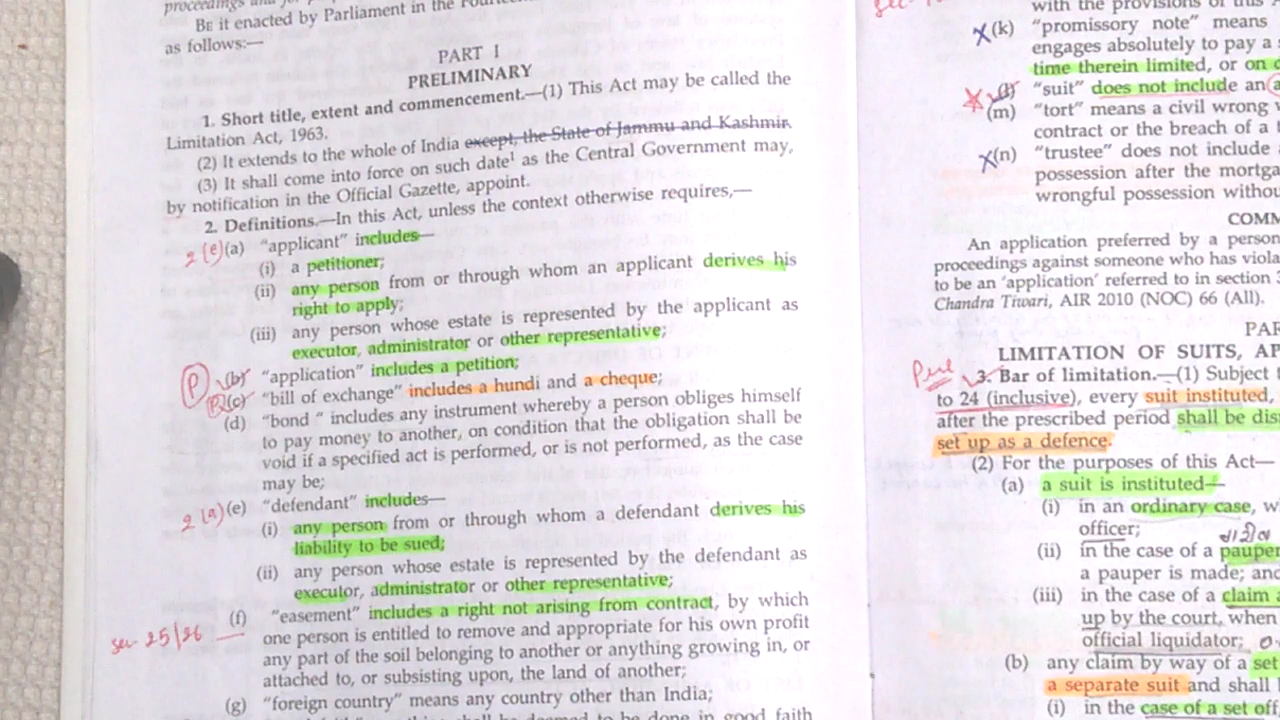 proceedings and for
BE it enacted by Parliament in the
as follows:—
PART I
PRELIMINARY
1. Short title, extent and commencement.—(1) This Act may be called the
Limitation Act, 1963.
(2) It extends to the whole of India except, the State of Jammu and Kashmir.
(3) It shall come into force on such date¹ as the Central Government may,
by notification in the Official Gazette, appoint.
2. Definitions.—In this Act, unless the context otherwise requires,—
2 (e) (a) "applicant" includes—
(i) a petitioner;
(ii) any person from or through whom an applicant derives his
right to apply;
(iii) any person whose estate is represented by the applicant as
executor, administrator or other representative;
P (b) "application" includes a petition;
(c) "bill of exchange" includes a hundi and a cheque;
(d) "bond " includes any instrument whereby a person obliges himself
to pay money to another, on condition that the obligation shall be
void if a specified act is performed, or is not performed, as the case
may be;
2 (a) (e) "defendant" includes—
(i) any person from or through whom a defendant derives his
liability to be sued;
(ii) any person whose estate is represented by the defendant as
executor, administrator or other representative;
sec 25/26 (f) "easement" includes a right not arising from contract, by which
one person is entitled to remove and appropriate for his own profit
any part of the soil belonging to another or anything growing in, or
attached to, or subsisting upon, the land of another;
(g) "foreign country" means any country other than India;
shall be deemed to be done in good faith
with the provisions of this
X (k) "promissory note" means
engages absolutely to pay a
time therein limited, or on
(l) "suit" does not include an
(m) "tort" means a civil wrong
contract or the breach of a
X (n) "trustee" does not include
possession after the mortga
wrongful possession withou
COMM
An application preferred by a person
proceedings against someone who has viola
to be an 'application' referred to in section
Chandra Tiwari, AIR 2010 (NOC) 66 (All).
PAR
LIMITATION OF SUITS, AP
3. Bar of limitation.—(1) Subject
to 24 (inclusive), every suit instituted,
after the prescribed period shall be dis
set up as a defence.
(2) For the purposes of this Act—
(a) a suit is instituted—
(i) in an ordinary case, w
officer;
(ii) in the case of a pauper
a pauper is made; and
(iii) in the case of a claim
up by the court, when
official liquidator;
(b) any claim by way of a set
a separate suit and shall
(i) in the case of a set off